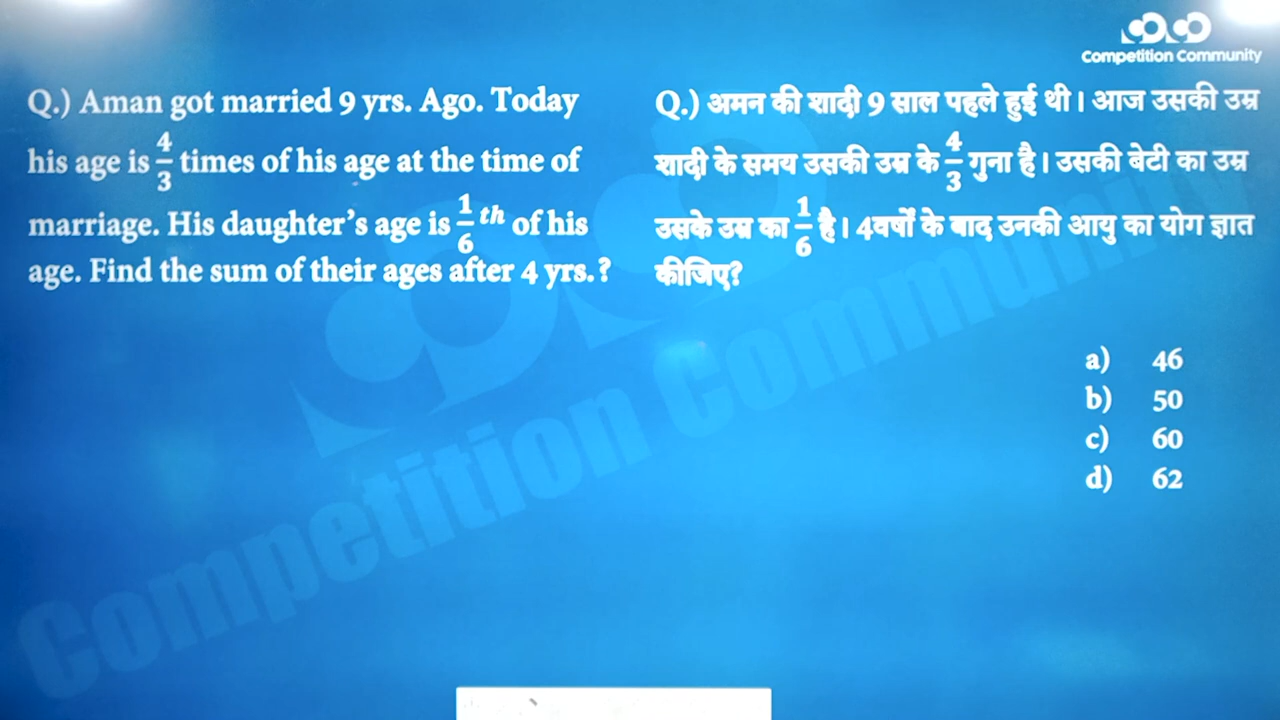 Competition Community
Q.) Aman got married 9 yrs. Ago. Today
his age is 4/3 times of his age at the time of
marriage. His daughter’s age is 1/6 th of his
age. Find the sum of their ages after 4 yrs.?
Q.) अमन की शादी 9 साल पहले हुई थी। आज उसकी उम्र
शादी के समय उसकी उम्र के 4/3 गुना है। उसकी बेटी का उम्र
उसके उम्र का 1/6 है। 4वर्षों के बाद उनकी आयु का योग ज्ञात
कीजिए?
a) 46
b) 50
c) 60
d) 62
Competition Community